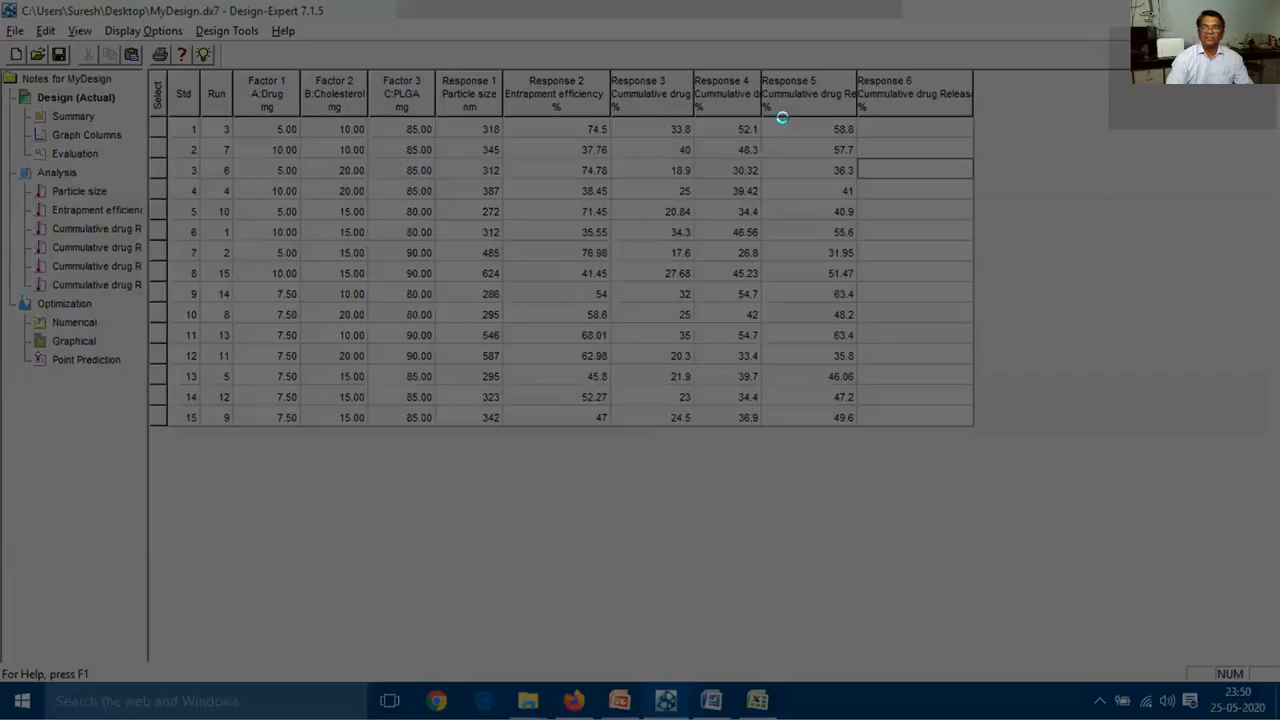 C:\Users\Suresh\Desktop\MyDesign.dx7 - Design-Expert 7.1.5
File Edit View Display Options Design Tools Help
Notes for MyDesign
Design (Actual)
Summary
Graph Columns
Evaluation
Analysis
Particle size
Entrapment efficien
Cummulative drug R
Cummulative drug R
Cummulative drug R
Cummulative drug R
Optimization
Numerical
Graphical
Point Prediction
Select Std Run Factor 1 A:Drug mg Factor 2 B:Cholesterol mg Factor 3 C:PLGA mg Response 1 Particle size nm Response 2 Entrapment efficiency % Response 3 Cummulative drug % Response 4 Cummulative d % Response 5 Cummulative drug Re % Response 6 Cummulative drug Release %
1 3 5.00 10.00 85.00 318 74.5 33.8 52.1 58.8
2 7 10.00 10.00 85.00 345 37.76 40 48.3 57.7
3 6 5.00 20.00 85.00 312 74.78 18.9 30.32 36.3
4 4 10.00 20.00 85.00 387 38.45 25 39.42 41
5 10 5.00 15.00 80.00 272 71.45 20.84 34.4 40.9
6 1 10.00 15.00 80.00 312 35.55 34.3 46.56 55.6
7 2 5.00 15.00 90.00 485 76.98 17.6 26.8 31.95
8 15 10.00 15.00 90.00 624 41.45 27.68 45.23 51.47
9 14 7.50 10.00 80.00 286 54 32 54.7 63.4
10 8 7.50 20.00 80.00 295 58.6 25 42 48.2
11 13 7.50 10.00 90.00 546 68.01 35 54.7 63.4
12 11 7.50 20.00 90.00 587 62.98 20.3 33.4 35.8
13 5 7.50 15.00 85.00 295 45.8 21.9 39.7 46.06
14 12 7.50 15.00 85.00 323 52.27 23 34.4 47.2
15 9 7.50 15.00 85.00 342 47 24.5 36.9 49.6
For Help, press F1
NUM
Search the web and Windows
23:50
25-05-2020